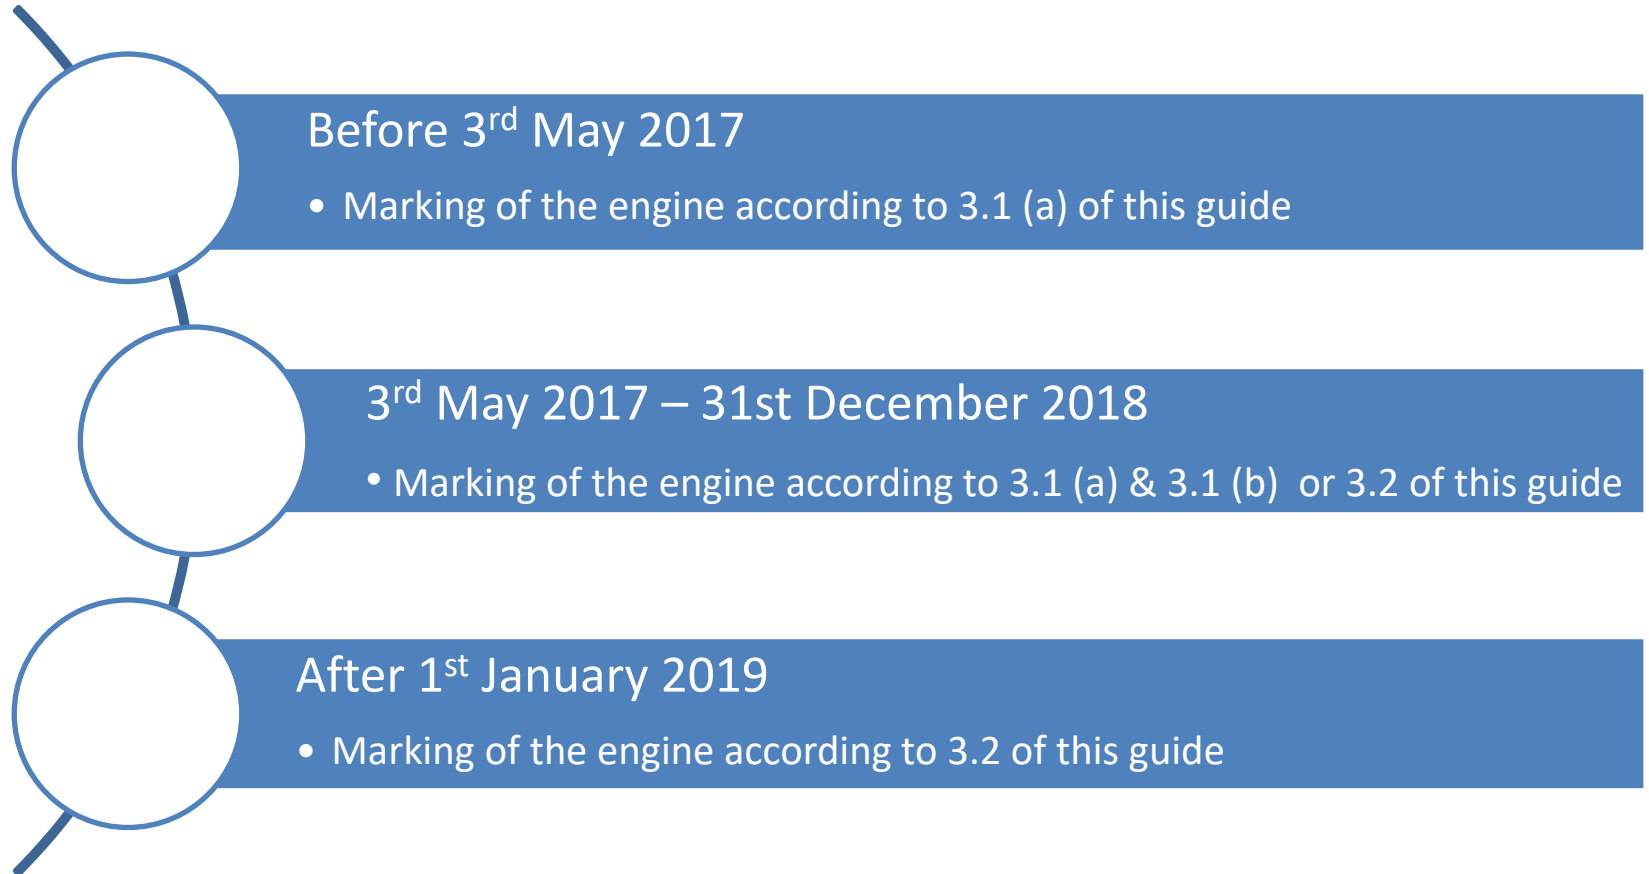 Before 3rd May 2017
• Marking of the engine according to 3.1 (a) of this guide
3rd May 2017 – 31st December 2018
• Marking of the engine according to 3.1 (a) & 3.1 (b)  or 3.2 of this guide
After 1st January 2019
• Marking of the engine according to 3.2 of this guide